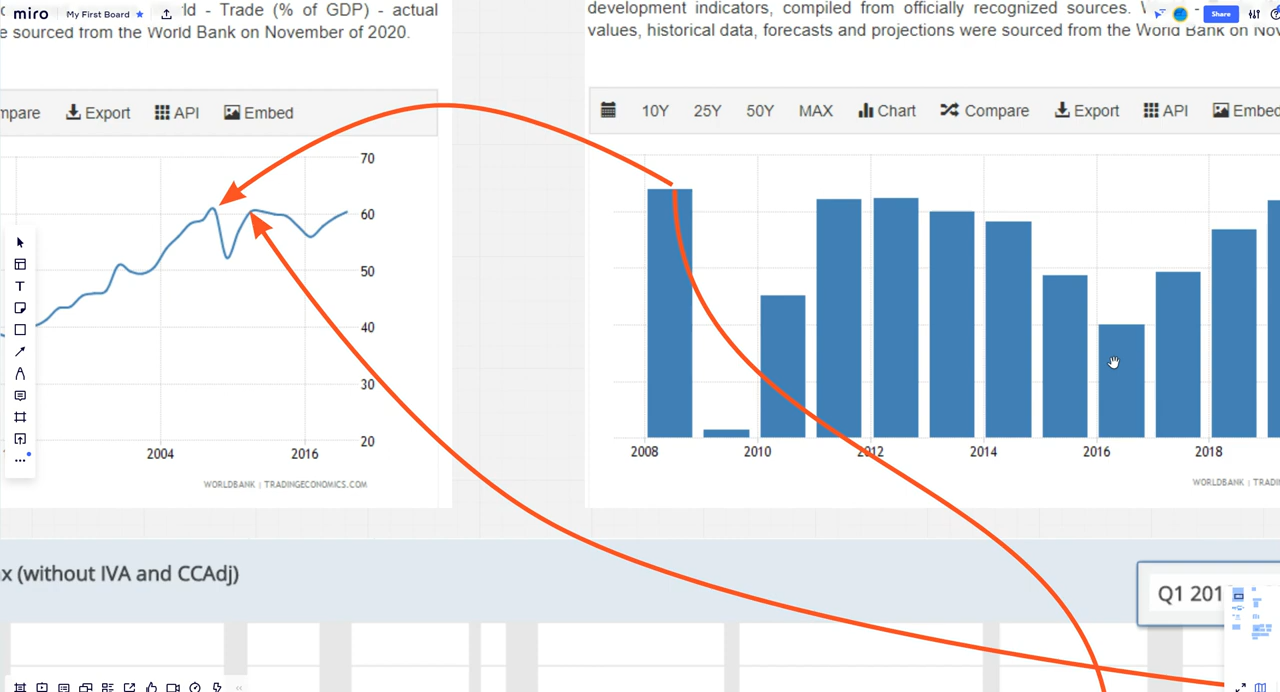 miro My First Board
ld - Trade (% of GDP) - actual
e sourced from the World Bank on November of 2020.
development indicators, compiled from officially recognized sources.
values, historical data, forecasts and projections were sourced from the World Bank on Nov
Share
mpare Export API Embed
10Y 25Y 50Y MAX Chart Compare Export API Embed
70
60
50
40
30
20
2004 2016
WORLDBANK | TRADINGECONOMICS.COM
2008 2010 2012 2014 2016 2018
WORLDBANK | TRADI
x (without IVA and CCAdj)
Q1 201
T